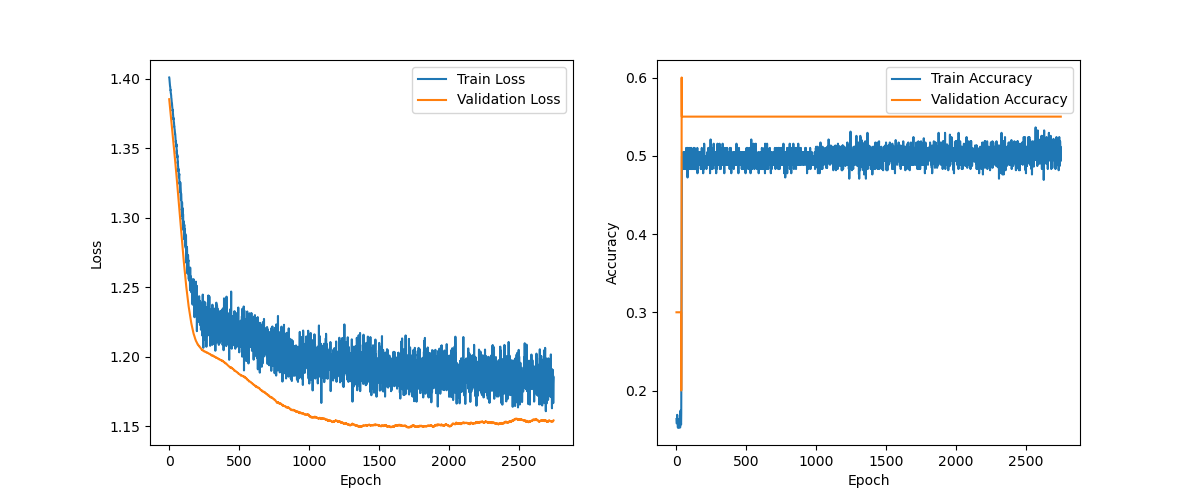 1.40
1.35
1.30
1.25
1.20
1.15
Loss
0
500
1000
1500
2000
2500
Epoch
Train Loss
Validation Loss
0.6
0.5
0.4
0.3
0.2
Accuracy
0
500
1000
1500
2000
2500
Epoch
Train Accuracy
Validation Accuracy